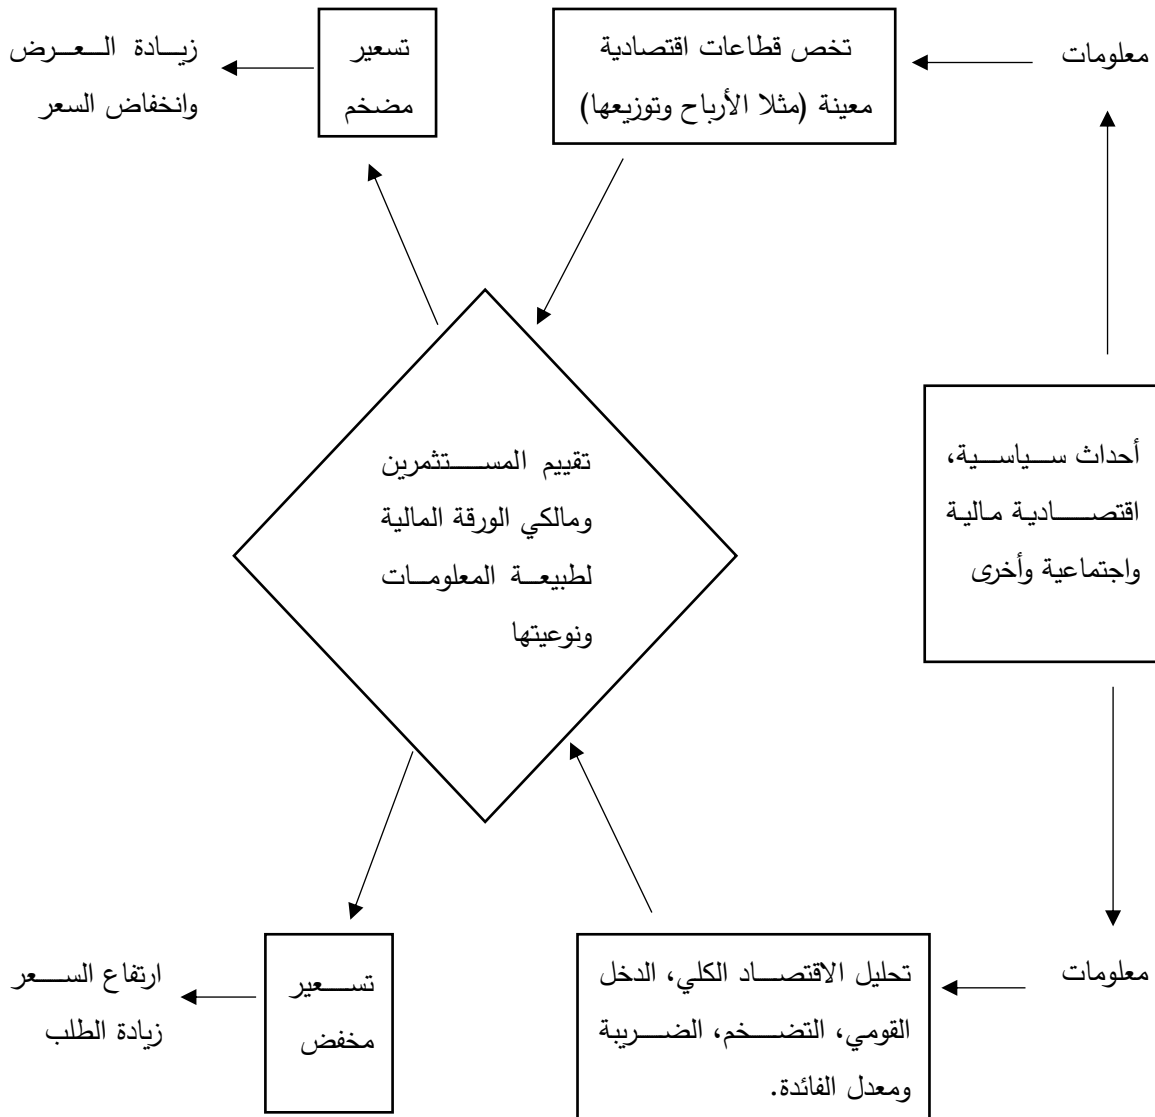 معلومات
تخص قطاعات اقتصادية
معينة (مثلا الأرباح وتوزيعها)
تسعير
مضخم
زيادة العرض
وانخفاض السعر
أحداث سياسية،
اقتصادية مالية
واجتماعية وأخرى
تقييم المستثمرين
ومالكي الورقة المالية
لطبيعة المعلومات
ونوعيتها
معلومات
تحليل الاقتصاد الكلي، الدخل
القومي، التضخم، الضريبة
ومعدل الفائدة.
تسعير
مخفض
ارتفاع السعر
زيادة الطلب